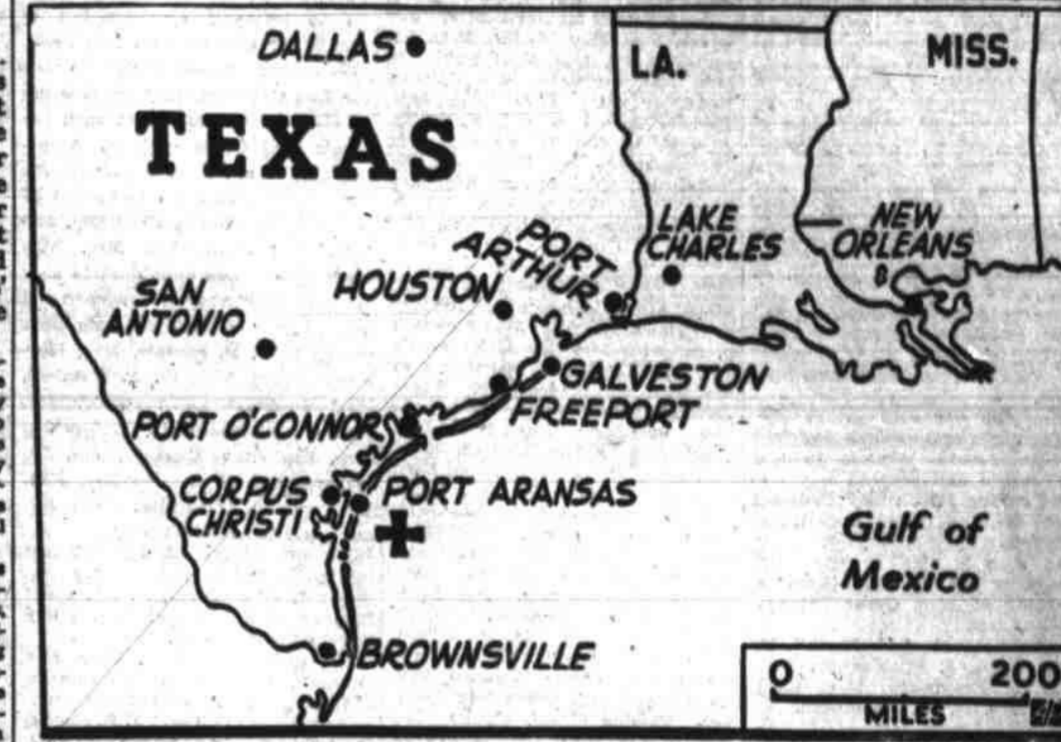 DALLAS
LA.
MISS.
TEXAS
PORT
ARTHUR
LAKE
CHARLES
NEW
ORLEANS
HOUSTON
SAN
ANTONIO
GALVESTON
FREEPORT
PORT O'CONNOR
CORPUS
CHRISTI
PORT ARANSAS
Gulf of
Mexico
BROWNSVILLE
0 200
MILES